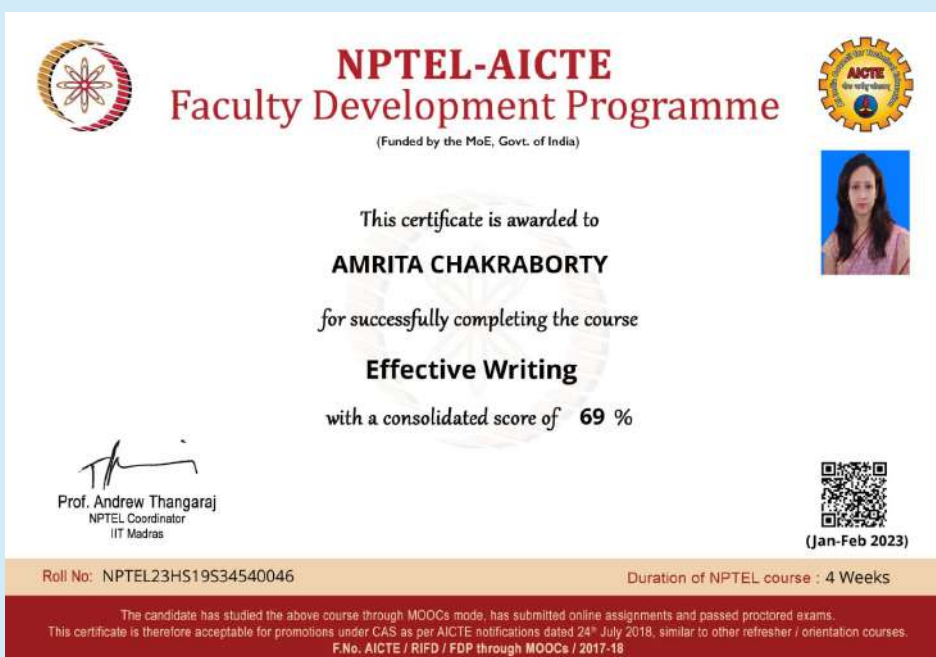 NPTEL-AICTE
Faculty Development Programme
(Funded by the MoE, Govt. of India)
AICTE
This certificate is awarded to
AMRITA CHAKRABORTY
for successfully completing the course
Effective Writing
with a consolidated score of 69 %
Prof. Andrew Thangaraj
NPTEL Coordinator
IIT Madras
(Jan-Feb 2023)
Roll No: NPTEL23HS19S34540046
Duration of NPTEL course : 4 Weeks
The candidate has studied the above course through MOOCs mode, has submitted online assignments and passed proctored exams.
This certificate is therefore acceptable for promotions under CAS as per AICTE notifications dated 24th July 2018, similar to other refresher / orientation courses.
F.No. AICTE / RIFD / FDP through MOOCs / 2017-18